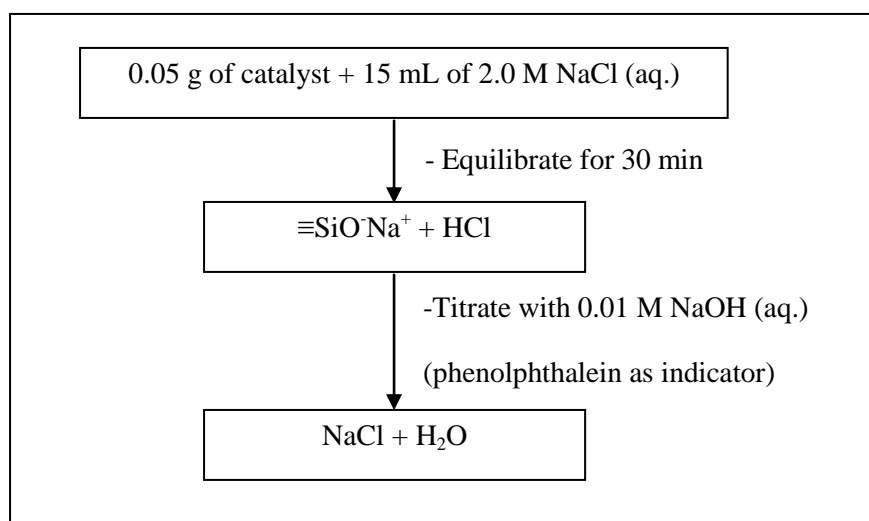 0.05 g of catalyst + 15 mL of 2.0 M NaCl (aq.)
- Equilibrate for 30 min
≡SiO⁻Na⁺ + HCl
-Titrate with 0.01 M NaOH (aq.)
(phenolphthalein as indicator)
NaCl + H₂O